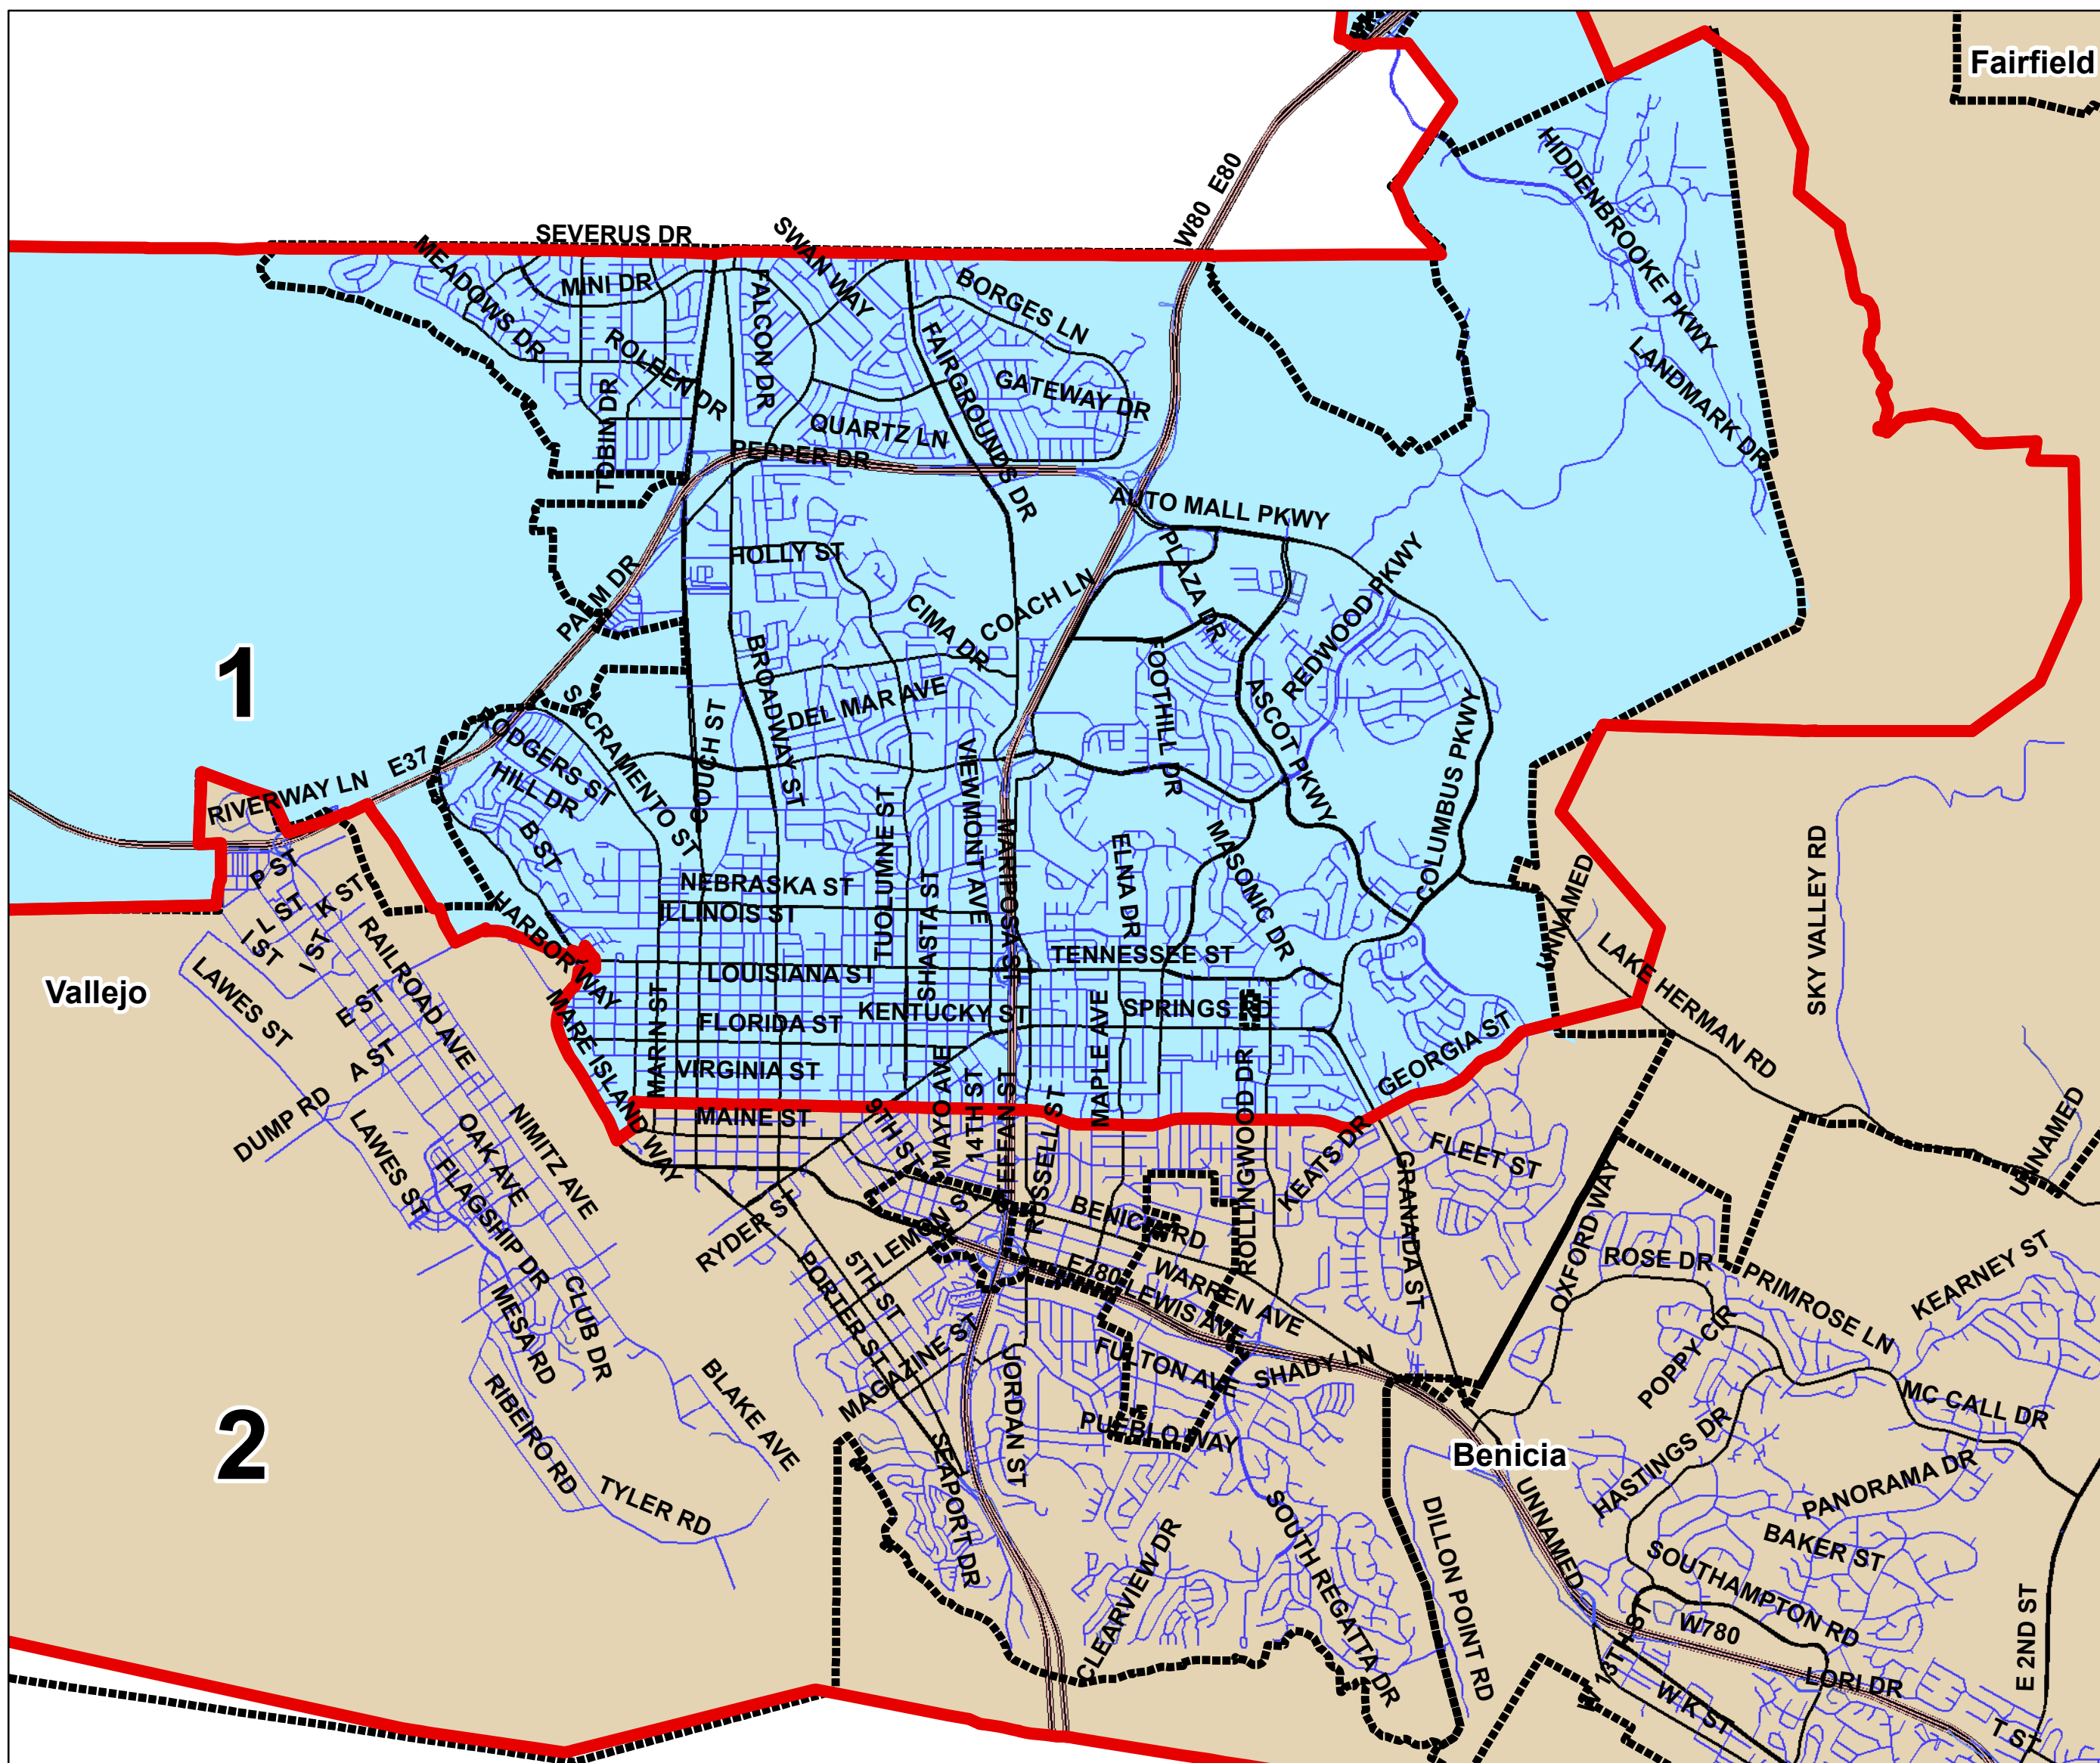 Fairfield
HIDDENBROOKE PKWY
W80 E80
SEVERUS DR
SWAN WAY
MEADOWS DR
MINI DR
FALCON DR
BORGES LN
ROLEEN DR
FAIRGROUNDS DR
GATEWAY DR
LANDMARK DR
TOBIN DR
QUARTZ LN
PEPPER DR
AUTO MALL PKWY
HOLLY ST
PLAZA DR
REDWOOD PKWY
PALM DR
CIMA DR
COACH LN
1
BROADWAY ST
DEL MAR AVE
FOOTHILL DR
ASCOT PKWY
COLUMBUS PKWY
SACRAMENTO ST
RODGERS ST
HILL DR
COUCH ST
VIEWMONT AVE
E37
RIVERWAY LN
B ST
TUOLUMNE ST
MARIPOSA ST
ELNA DR
MASONIC DR
SKY VALLEY RD
P ST
L ST
K ST
I ST
I ST
NEBRASKA ST
ILLINOIS ST
SHASTA ST
UNNAMED
HARBOR WAY
RAILROAD AVE
TENNESSEE ST
LAKE HERMAN RD
Vallejo
LAWES ST
E ST
LOUISIANA ST
KENTUCKY ST
SPRINGS RD
MARE ISLAND WAY
MARIN ST
FLORIDA ST
MAPLE AVE
GEORGIA ST
A ST
DUMP RD
VIRGINIA ST
MAYO AVE
14TH ST
STEFFAN ST
RUSSELL ST
ROLLINGWOOD DR
UNNAMED
LAWES ST
OAK AVE
NIMITZ AVE
MAINE ST
9TH ST
KEATS DR
FLEET ST
FLAGSHIP DR
GRANADA ST
OXFORD WAY
RYDER ST
LEMON ST
BENICIA RD
ROSE DR
PRIMROSE LN
KEARNEY ST
MESA RD
CLUB DR
PORTER ST
5TH ST
E780
LEWIS AVE
WARREN AVE
POPPY CIR
MAGAZINE ST
JORDAN ST
FULTON AVE
SHADY LN
BLAKE AVE
RIBEIRO RD
2
PUEBLO WAY
MC CALL DR
Benicia
HASTINGS DR
PANORAMA DR
TYLER RD
SEAPORT DR
CLEARVIEW DR
SOUTH REGATTA DR
DILLON POINT RD
UNNAMED
BAKER ST
SOUTHAMPTON RD
W780
13TH ST
E 2ND ST
W K ST
LORI DR
T ST